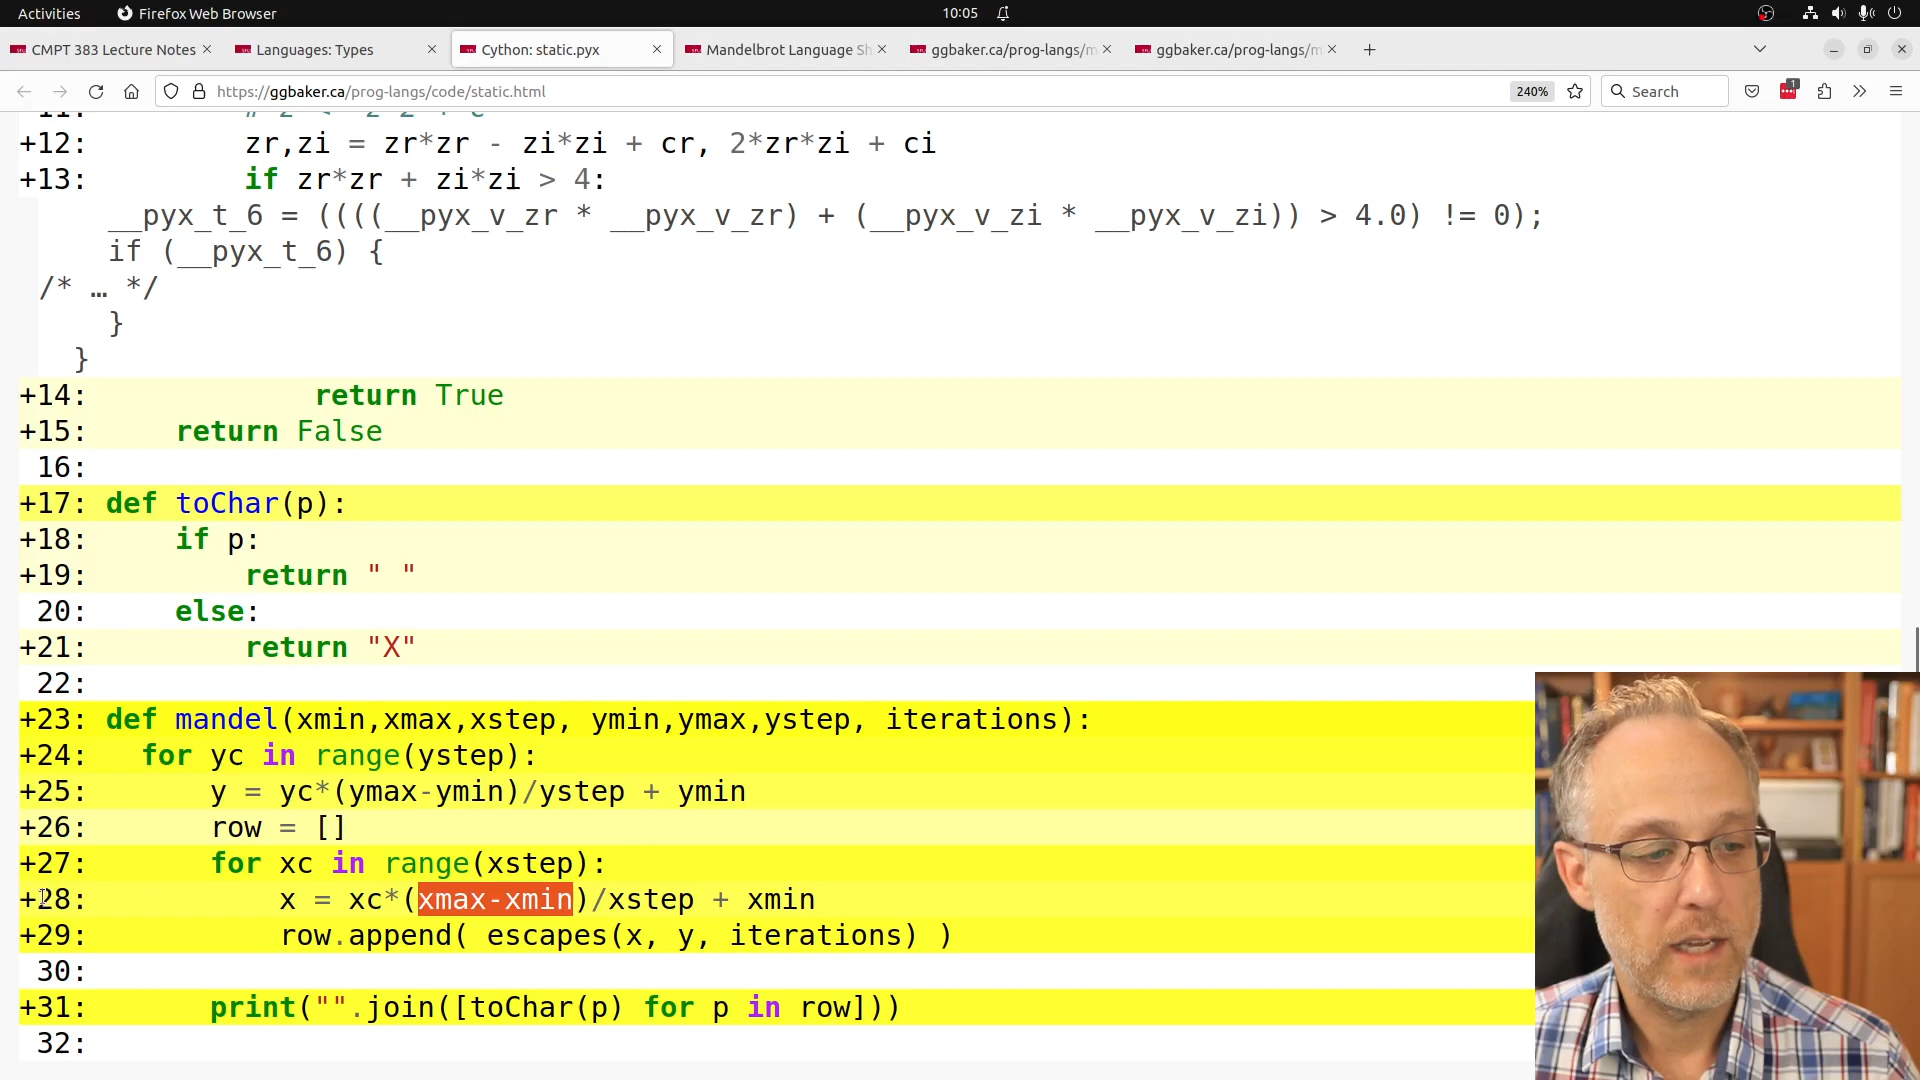 Activities Firefox Web Browser 10:05
CMPT 383 Lecture Notes Languages: Types Cython: static.pyx Mandelbrot Language Sh ggbaker.ca/prog-langs/m ggbaker.ca/prog-langs/m
https://ggbaker.ca/prog-langs/code/static.html 240% Search 1
+12: zr,zi = zr*zr - zi*zi + cr, 2*zr*zi + ci
+13: if zr*zr + zi*zi > 4:
__pyx_t_6 = ((((__pyx_v_zr * __pyx_v_zr) + (__pyx_v_zi * __pyx_v_zi)) > 4.0) != 0);
if (__pyx_t_6) {
/* … */
}
}
+14: return True
+15: return False
16:
+17: def toChar(p):
+18: if p:
+19: return " "
20: else:
+21: return "X"
22:
+23: def mandel(xmin,xmax,xstep, ymin,ymax,ystep, iterations):
+24: for yc in range(ystep):
+25: y = yc*(ymax-ymin)/ystep + ymin
+26: row = []
+27: for xc in range(xstep):
+28: x = xc*(xmax-xmin)/xstep + xmin
+29: row.append( escapes(x, y, iterations) )
30:
+31: print("".join([toChar(p) for p in row]))
32: